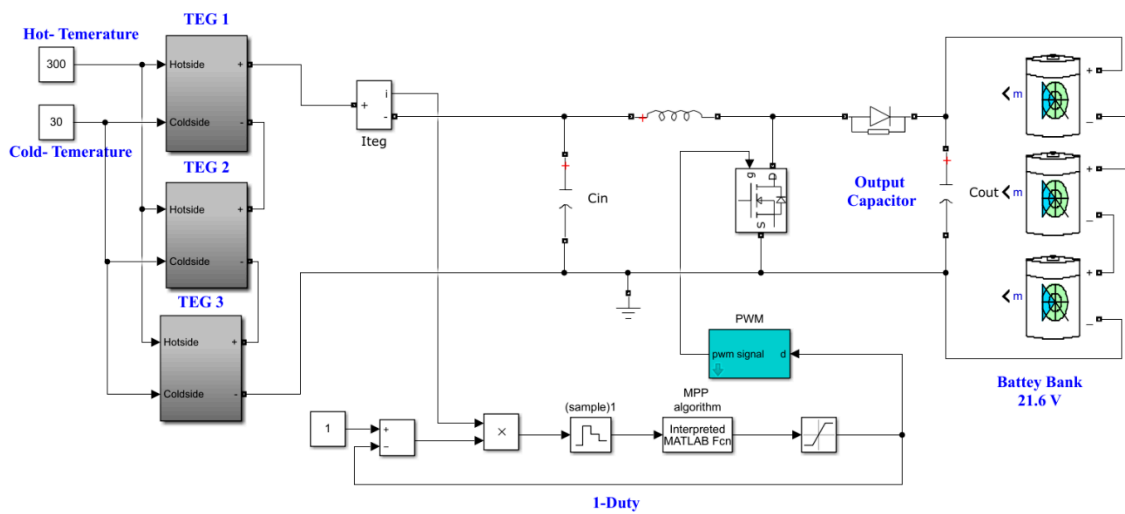 TEG 1
Hot- Temerature
300
Hotside
+
30
Coldside
-
Cold- Temerature
TEG 2
Hotside
+
Coldside
-
TEG 3
Hotside
+
Coldside
-
i
+
-
Iteg
+
Cin
g
D
S
Output
Capacitor
+
Cout
+
m
_
+
m
_
+
m
_
Battey Bank
21.6 V
PWM
pwm signal
d
MPP
algorithm
(sample)1
1
+
−
×
Interpreted
MATLAB Fcn
1-Duty